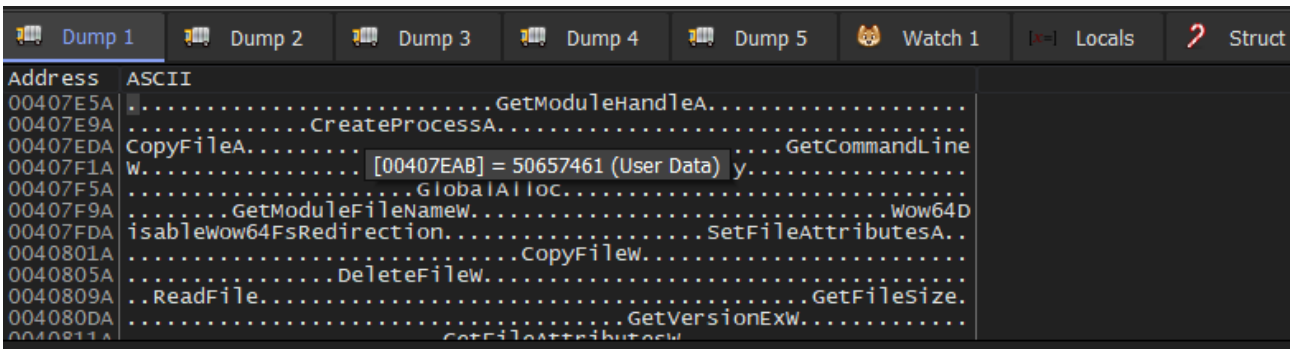 Dump 1 Dump 2 Dump 3 Dump 4 Dump 5 Watch 1 [x=] Locals Struct
Address ASCII
00407E5A ............................GetModuleHandleA....................
00407E9A ..............CreateProcessA....................................
00407EDA CopyFileA......... ....GetCommandLine
00407F1A W................. [00407EAB] = 50657461 (User Data) y.................
00407F5A ......................GlobalAlloc...............................
00407F9A ........GetModuleFileNameW................................Wow64D
00407FDA isableWow64FsRedirection....................SetFileAttributesA..
0040801A ..............................CopyFileW.........................
0040805A ................DeleteFileW.....................................
0040809A ..ReadFile..........................................GetFileSize.
004080DA ......................................GetVersionExW.............
0040811A GetFileAttributesW